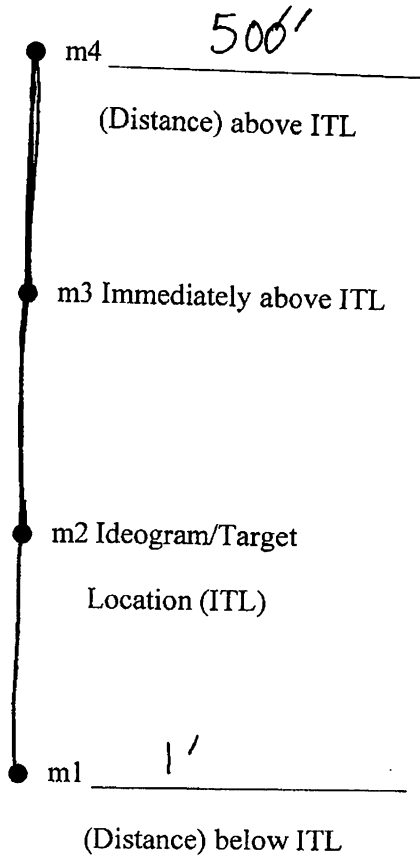 m4 500'
(Distance) above ITL
m3 Immediately above ITL
m2 Ideogram/Target
Location (ITL)
m1 1'
(Distance) below ITL